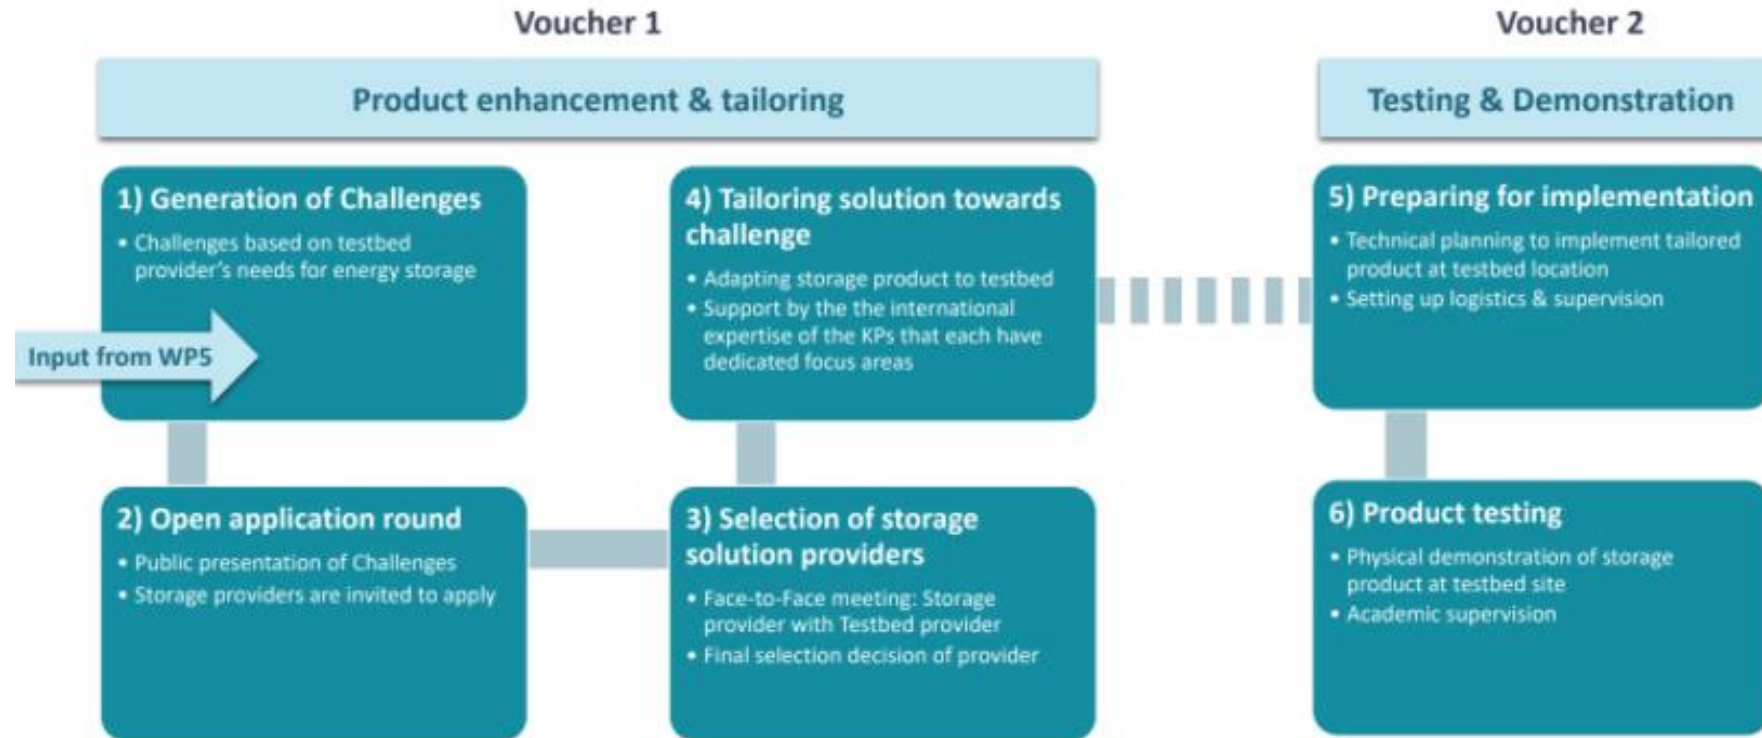 Voucher 1
Product enhancement & tailoring
1) Generation of Challenges
• Challenges based on testbed
provider's needs for energy storage
Input from WP5
2) Open application round
• Public presentation of Challenges
• Storage providers are invited to apply
3) Selection of storage
solution providers
• Face-to-Face meeting: Storage
provider with Testbed provider
• Final selection decision of provider
4) Tailoring solution towards
challenge
• Adapting storage product to testbed
• Support by the the international
expertise of the KPs that each have
dedicated focus areas
Voucher 2
Testing & Demonstration
5) Preparing for implementation
• Technical planning to implement tailored
product at testbed location
• Setting up logistics & supervision
6) Product testing
• Physical demonstration of storage
product at testbed site
• Academic supervision